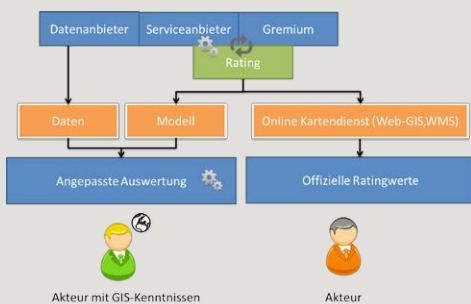 Datenanbieter
Serviceanbieter
Gremium
Rating
Daten
Modell
Online Kartendienst (Web-GIS,WMS)
Angepasste Auswertung
Offizielle Ratingwerte
Akteur mit GIS-Kenntnissen
Akteur